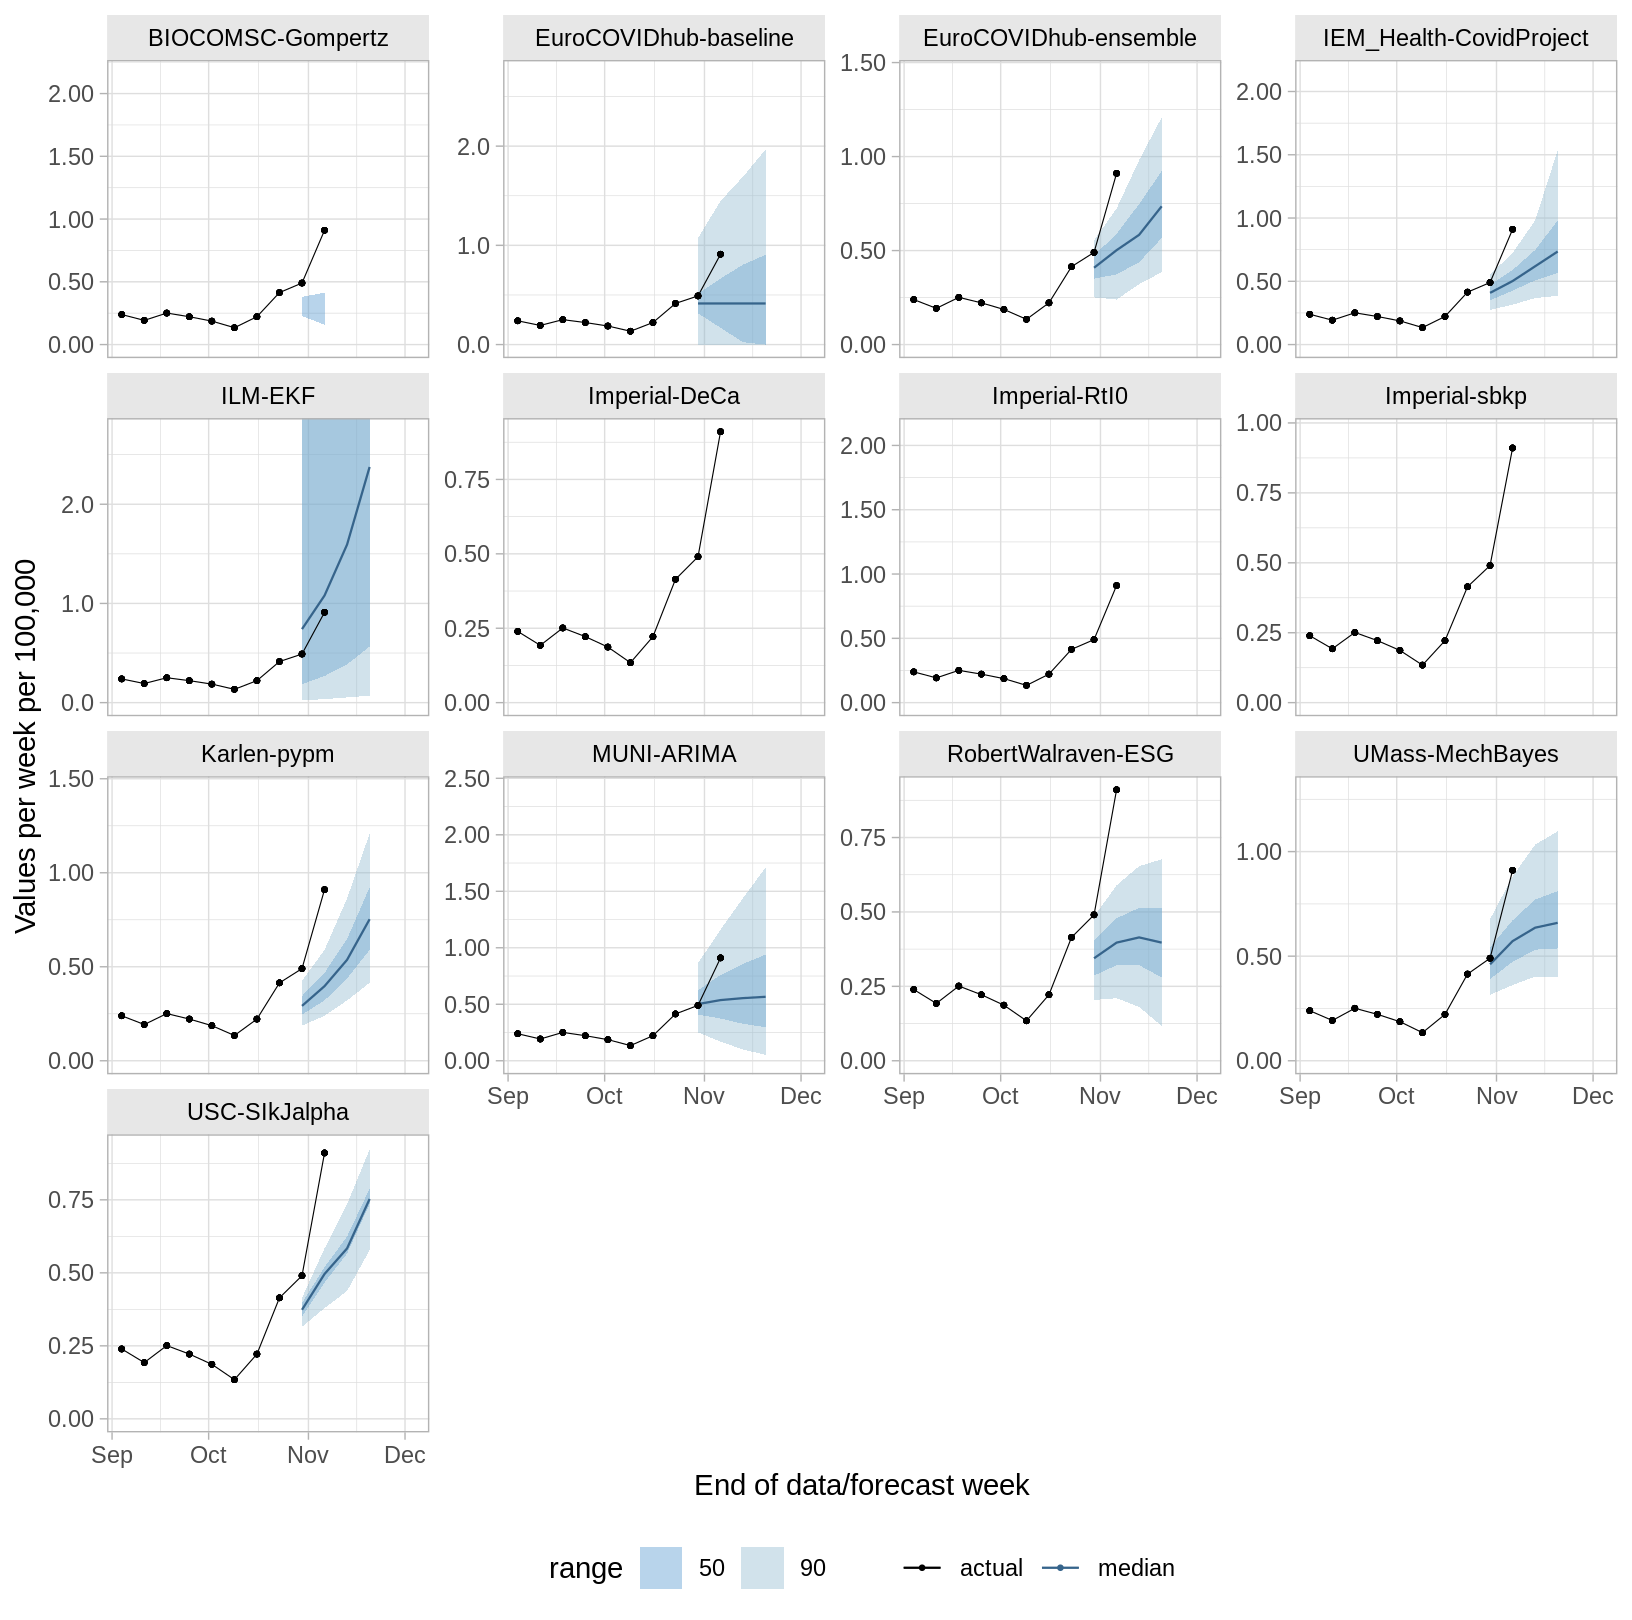 BIOCOMSC-Gompertz
EuroCOVIDhub-baseline
EuroCOVIDhub-ensemble
IEM_Health-CovidProject
2.00
1.50
1.00
0.50
0.00
2.0
1.0
0.0
1.50
1.00
0.50
0.00
2.00
1.50
1.00
0.50
0.00
ILM-EKF
Imperial-DeCa
Imperial-RtI0
Imperial-sbkp
2.0
1.0
0.0
0.75
0.50
0.25
0.00
2.00
1.50
1.00
0.50
0.00
1.00
0.75
0.50
0.25
0.00
Values per week per 100,000
Karlen-pypm
MUNI-ARIMA
RobertWalraven-ESG
UMass-MechBayes
1.50
1.00
0.50
0.00
2.50
2.00
1.50
1.00
0.50
0.00
0.75
0.50
0.25
0.00
1.00
0.50
0.00
Sep Oct Nov Dec
Sep Oct Nov Dec
Sep Oct Nov Dec
USC-SIkJalpha
0.75
0.50
0.25
0.00
Sep Oct Nov Dec
End of data/forecast week
range 50 90 actual median